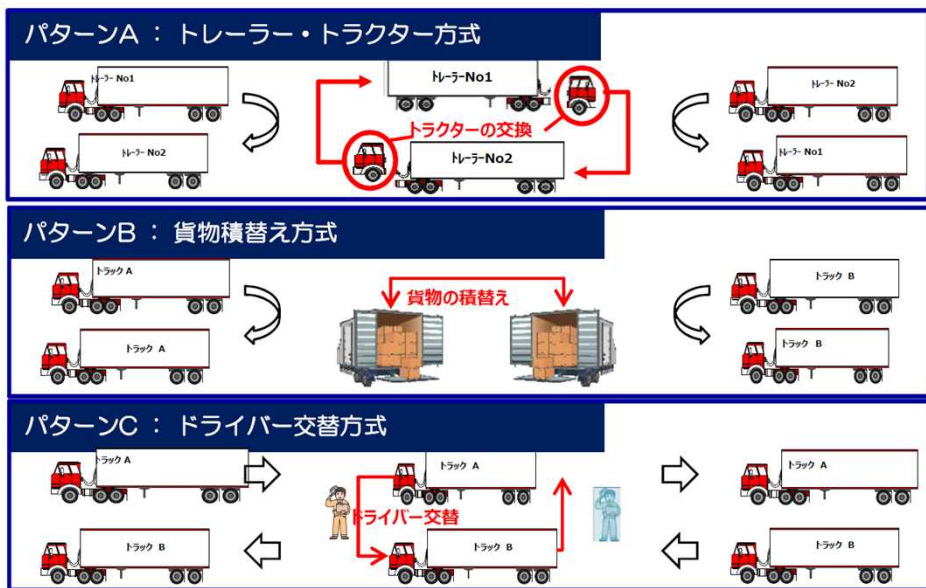 パターンA ： トレーラー・トラクター方式
トレーラーNo1
トレーラーNo1
トレーラーNo2
トラクターの交換
トレーラーNo2
トレーラーNo2
トレーラーNo1
パターンB ： 貨物積替え方式
トラック A
トラック B
貨物の積替え
トラック A
トラック B
パターンC ： ドライバー交替方式
トラック A
トラック A
トラック A
ドライバー交替
トラック B
トラック B
トラック B